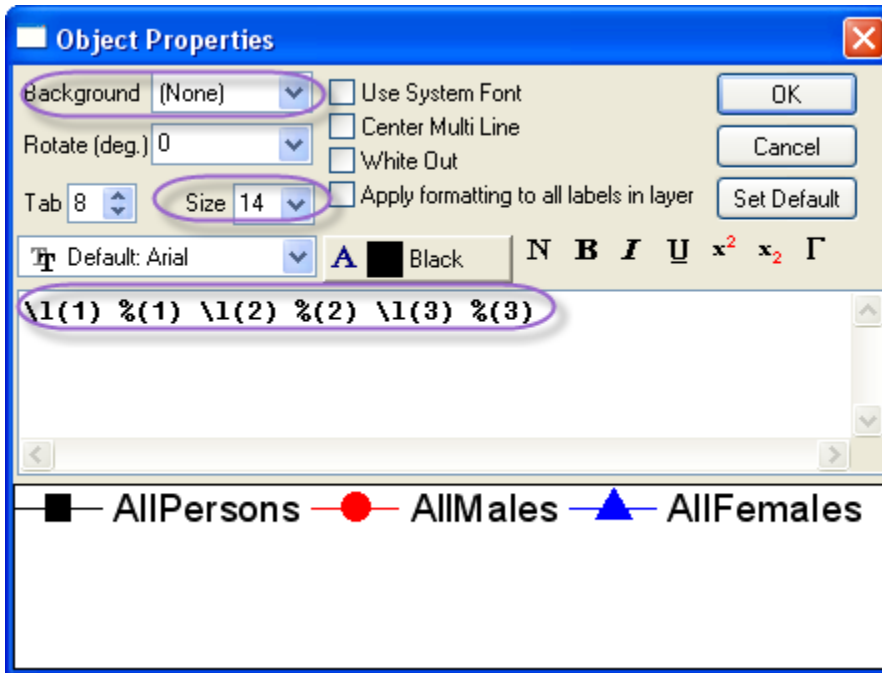 Object Properties
Background (None)
Use System Font
OK
Center Multi Line
Rotate (deg.) 0
White Out
Cancel
Tab 8 Size 14
Apply formatting to all labels in layer
Set Default
Default: Arial
A Black
N B I U x² x₂ Γ
\l(1) %(1) \l(2) %(2) \l(3) %(3)
AllPersons AllMales AllFemales